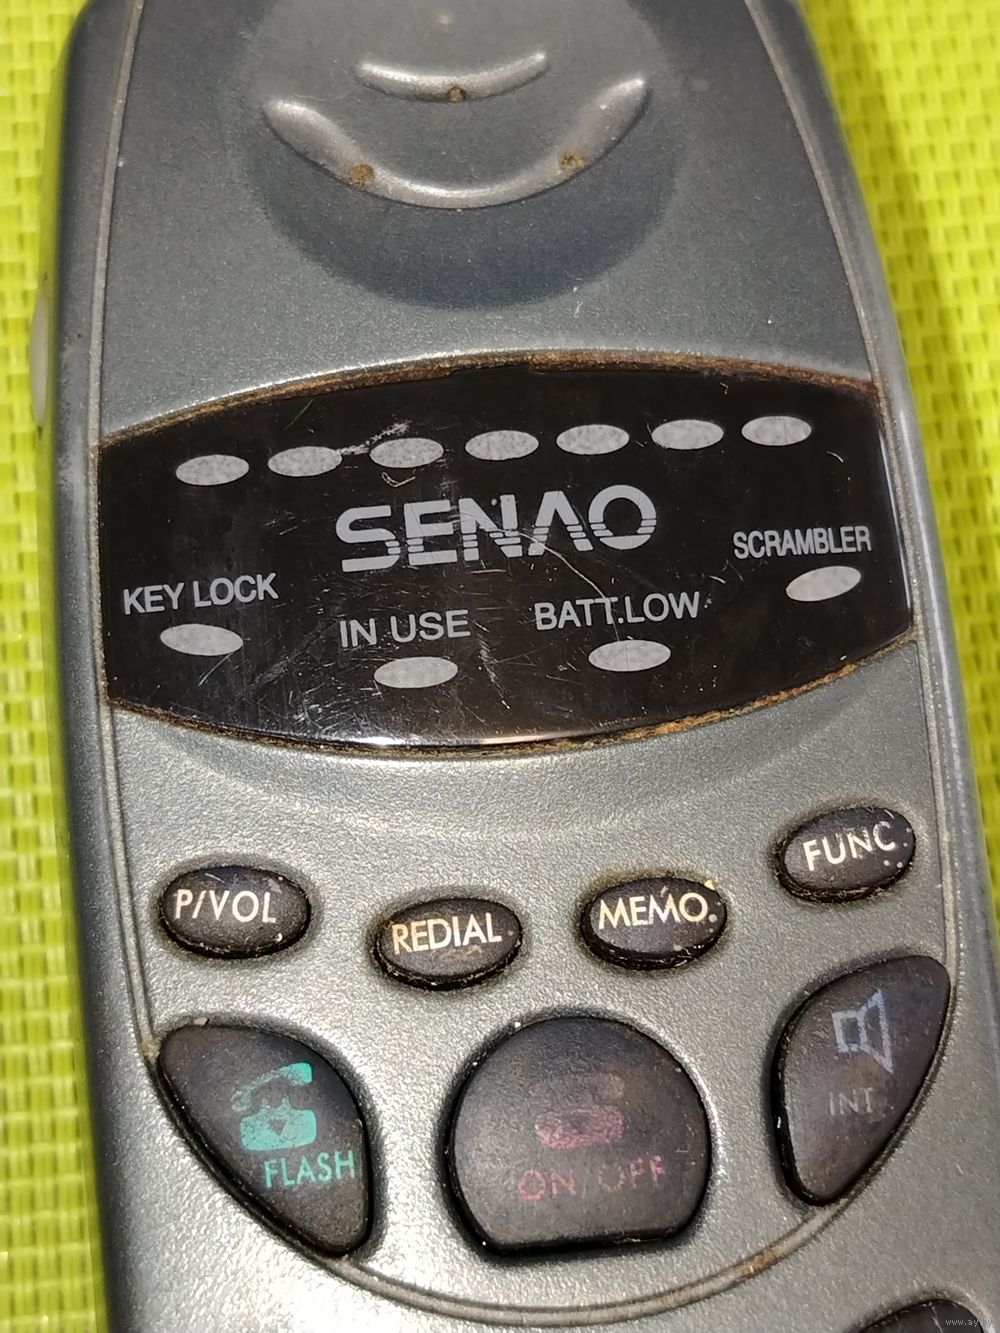 SENAO
SCRAMBLER
KEY LOCK
IN USE
BATT.LOW
P/VOL
REDIAL
MEMO.
FUNC
FLASH
ON/OFF
INT